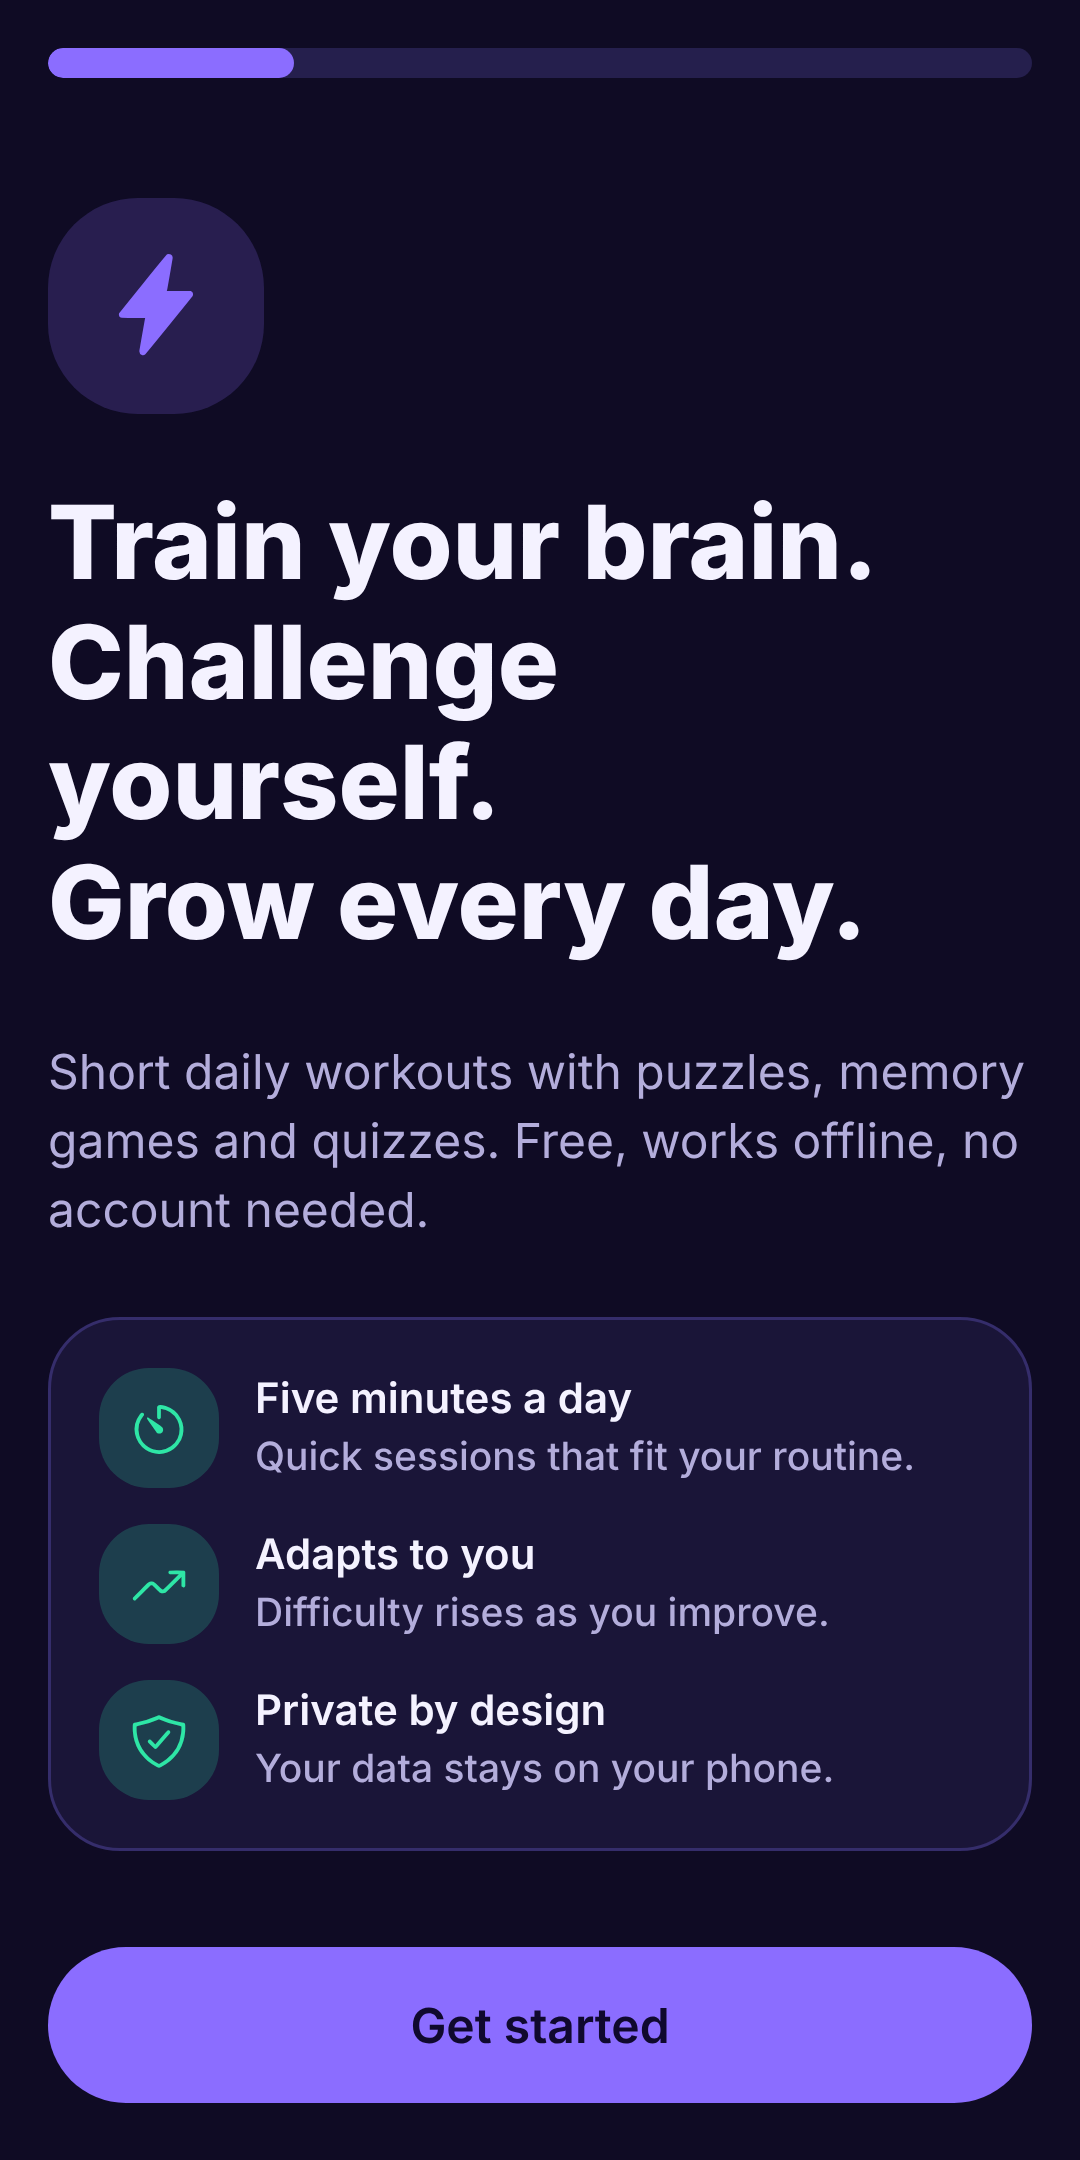 Train your brain.
Challenge
yourself.
Grow every day.
Short daily workouts with puzzles, memory
games and quizzes. Free, works offline, no
account needed.
Five minutes a day
Quick sessions that fit your routine.
Adapts to you
Difficulty rises as you improve.
Private by design
Your data stays on your phone.
Get started